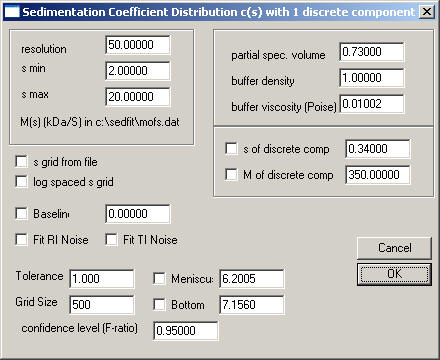 Sedimentation Coefficient Distribution c(s) with 1 discrete component
resolution 50.00000
s min 2.00000
s max 20.00000
M(s) (kDa/S) in c:\sedfit\mofs.dat
partial spec. volume 0.73000
buffer density 1.00000
buffer viscosity (Poise) 0.01002
s of discrete comp 0.34000
M of discrete comp 350.00000
s grid from file
log spaced s grid
Baseline 0.00000
Fit RI Noise Fit TI Noise
Cancel
OK
Tolerance 1.000
Grid Size 500
Meniscu: 6.2005
Bottom 7.1560
confidence level (F-ratio) 0.95000